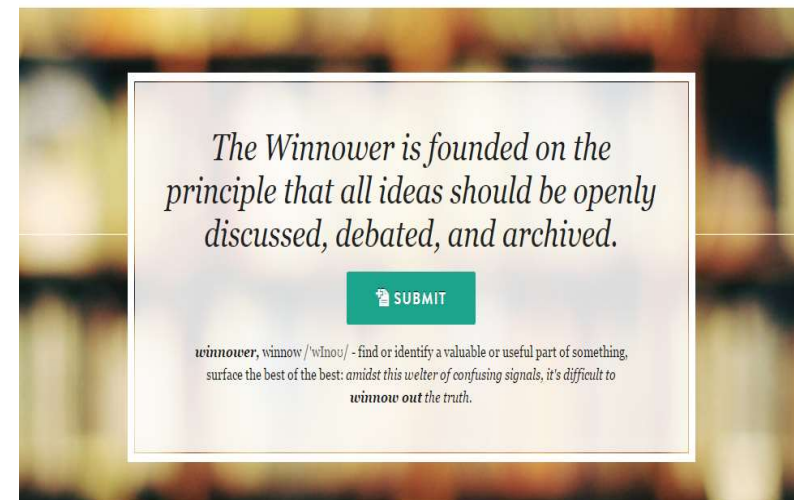 The Winnower is founded on the
principle that all ideas should be openly
discussed, debated, and archived.
SUBMIT
winnower, winnow /'wInoʊ/ - find or identify a valuable or useful part of something,
surface the best of the best: amidst this welter of confusing signals, it's difficult to
winnow out the truth.